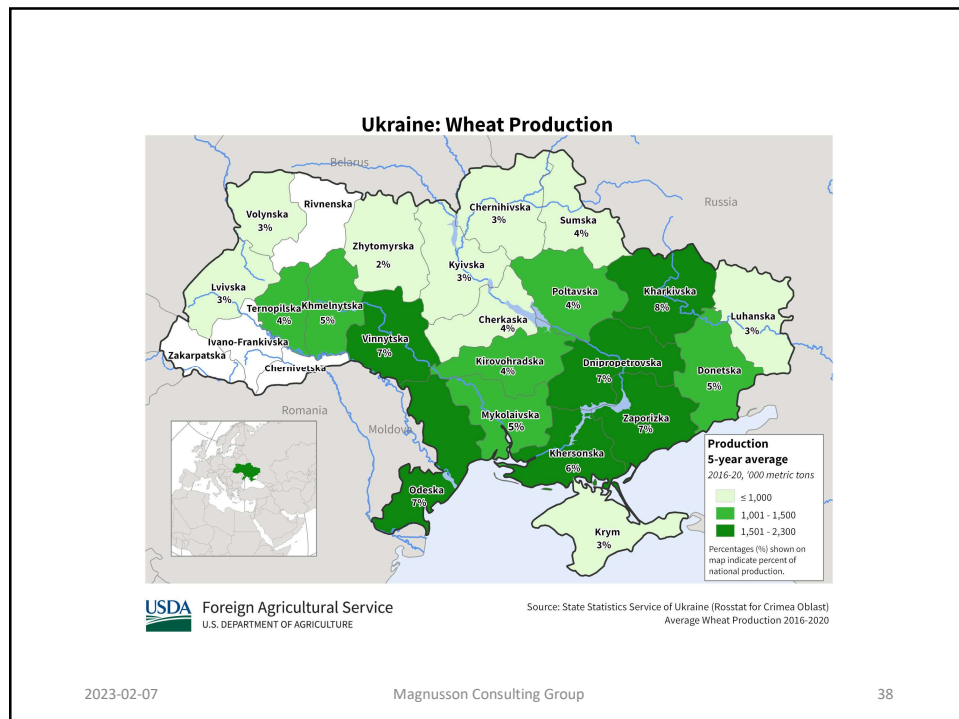 Ukraine: Wheat Production
Belarus
Russia
Rivnenska
Volynska
3%
Chernihivska
3%
Sumska
4%
Zhytomyrska
2%
Kyivska
3%
Lvivska
3%
Ternopilska
4%
Khmelnytska
5%
Poltavska
4%
Kharkivska
8%
Luhanska
3%
Cherkaska
4%
Vinnytska
7%
Ivano-Frankivska
Zakarpatska
Chernivetska
Kirovohradska
4%
Dnipropetrovska
7%
Donetska
5%
Romania
Moldova
Mykolaivska
5%
Zaporizka
7%
Khersonska
6%
Odeska
7%
Krym
3%
Production
5-year average
2016-20, '000 metric tons
≤ 1,000
1,001 - 1,500
1,501 - 2,300
Percentages (%) shown on
map indicate percent of
national production.
USDA
Foreign Agricultural Service
U.S. DEPARTMENT OF AGRICULTURE
Source: State Statistics Service of Ukraine (Rosstat for Crimea Oblast)
Average Wheat Production 2016-2020
2023-02-07
Magnusson Consulting Group
38